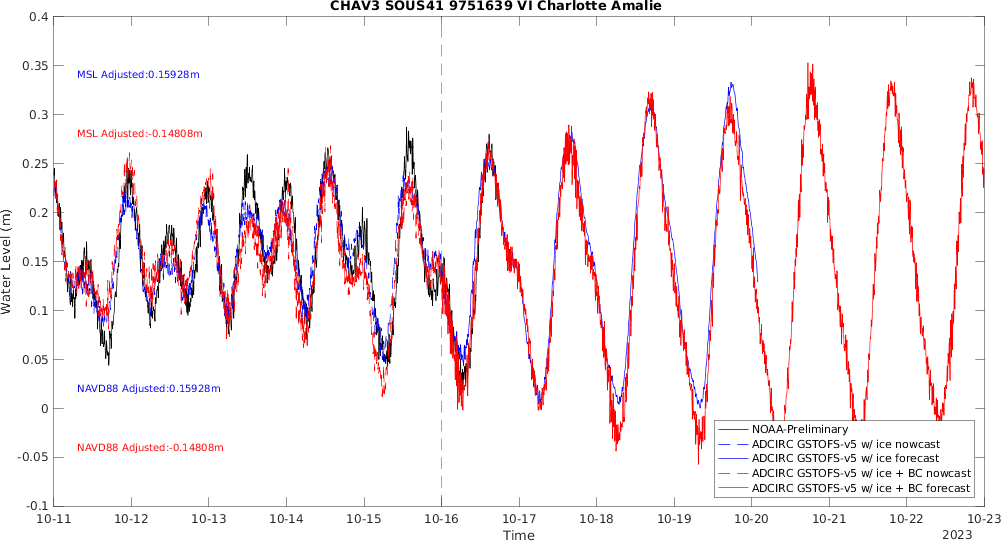 CHAV3 SOUS41 9751639 VI Charlotte Amalie
0.4
0.35
0.3
0.25
0.2
0.15
0.1
0.05
0
-0.05
-0.1
Water Level (m)
MSL Adjusted:0.15928m
MSL Adjusted:-0.14808m
NAVD88 Adjusted:0.15928m
NAVD88 Adjusted:-0.14808m
NOAA-Preliminary
ADCIRC GSTOFS-v5 w/ ice nowcast
ADCIRC GSTOFS-v5 w/ ice forecast
ADCIRC GSTOFS-v5 w/ ice + BC nowcast
ADCIRC GSTOFS-v5 w/ ice + BC forecast
10-11 10-12 10-13 10-14 10-15 10-16 10-17 10-18 10-19 10-20 10-21 10-22 10-23
Time
2023